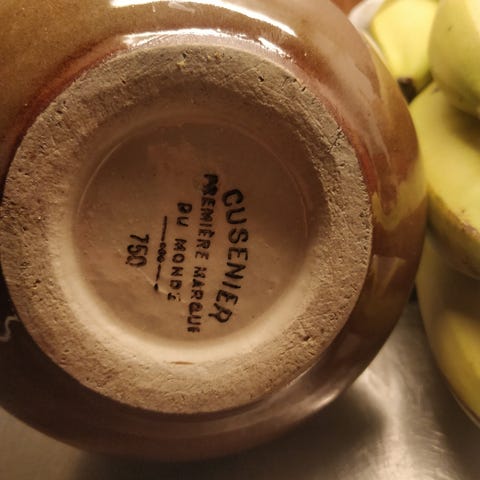 CUSENIER
PREMIÈRE MARQUE
DU MONDE
750